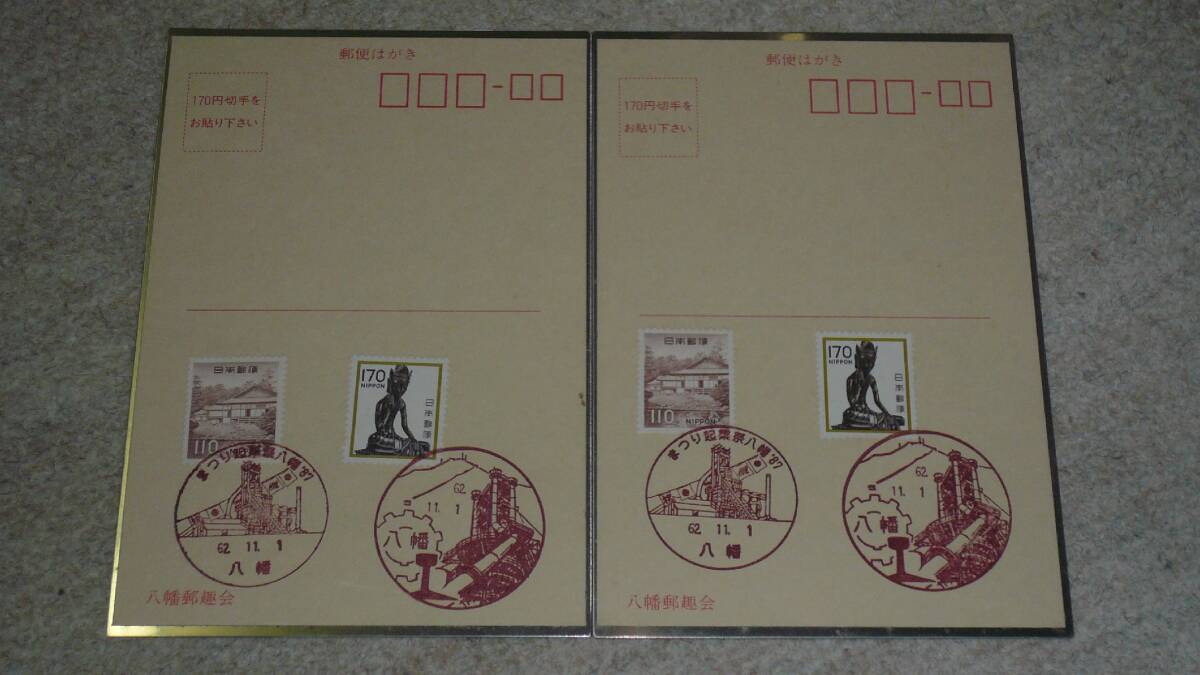 郵便はがき
170円切手を
お貼り下さい
日本郵便
110
170
NIPPON
日本郵便
まつり起業祭八幡'87
62 11. 1
八幡
62
11. 1
八幡
八幡郵趣会
郵便はがき
170円切手を
お貼り下さい
日本郵便
110
NIPPON
170
NIPPON
日本郵便
まつり起業祭八幡'87
62 11. 1
八幡
62
11. 1
八幡
八幡郵趣会